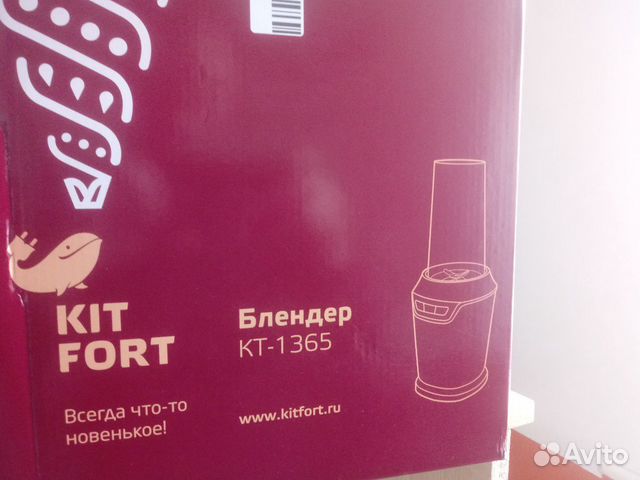 KIT
FORT
Всегда что-то
новенькое!
Блендер
КТ-1365
www.kitfort.ru
Avito